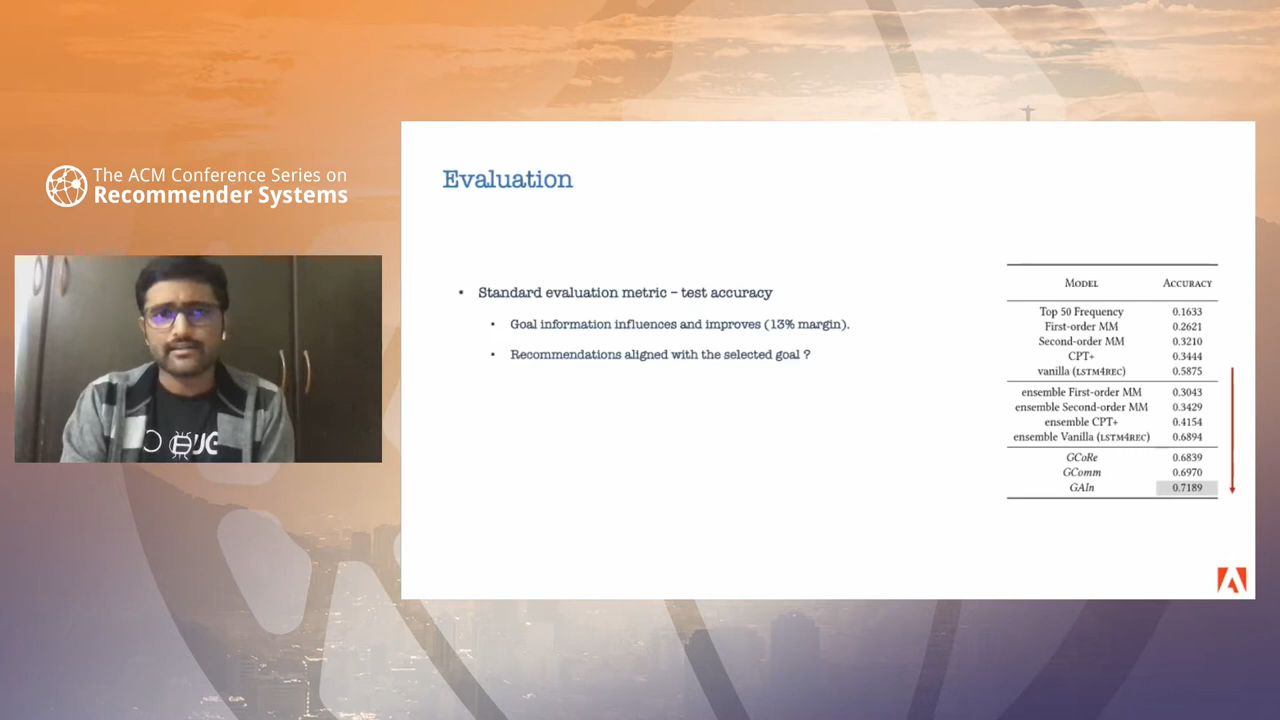 The ACM Conference Series on
Recommender Systems
Evaluation
• Standard evaluation metric – test accuracy
• Goal information influences and improves (13% margin).
• Recommendations aligned with the selected goal ?
MODEL ACCURACY
Top 50 Frequency 0.1633
First-order MM 0.2621
Second-order MM 0.3210
CPT+ 0.3444
vanilla (LSTM4REC) 0.5875
ensemble First-order MM 0.3043
ensemble Second-order MM 0.3429
ensemble CPT+ 0.4154
ensemble Vanilla (LSTM4REC) 0.6894
GCoRe 0.6839
GComm 0.6970
GAIn 0.7189